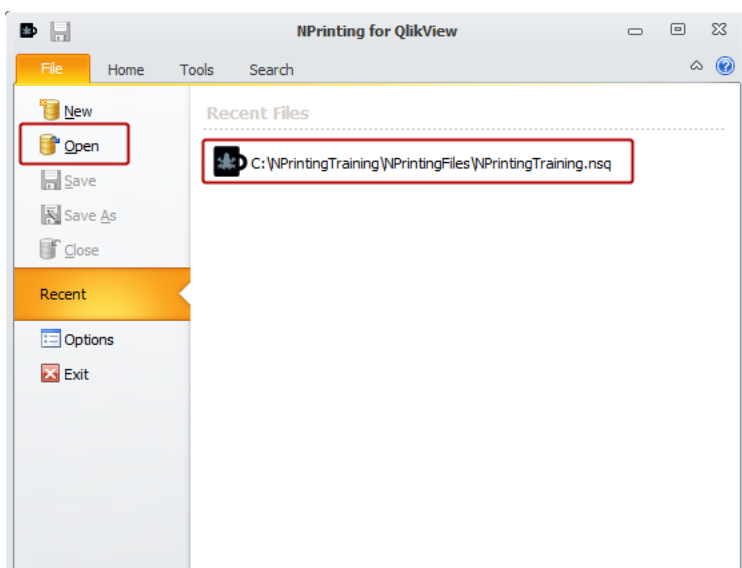 NPrinting for QlikView
File Home Tools Search
New
Open
Save
Save As
Close
Recent
Options
Exit
Recent Files
C:\NPrintingTraining\NPrintingFiles\NPrintingTraining.nsq